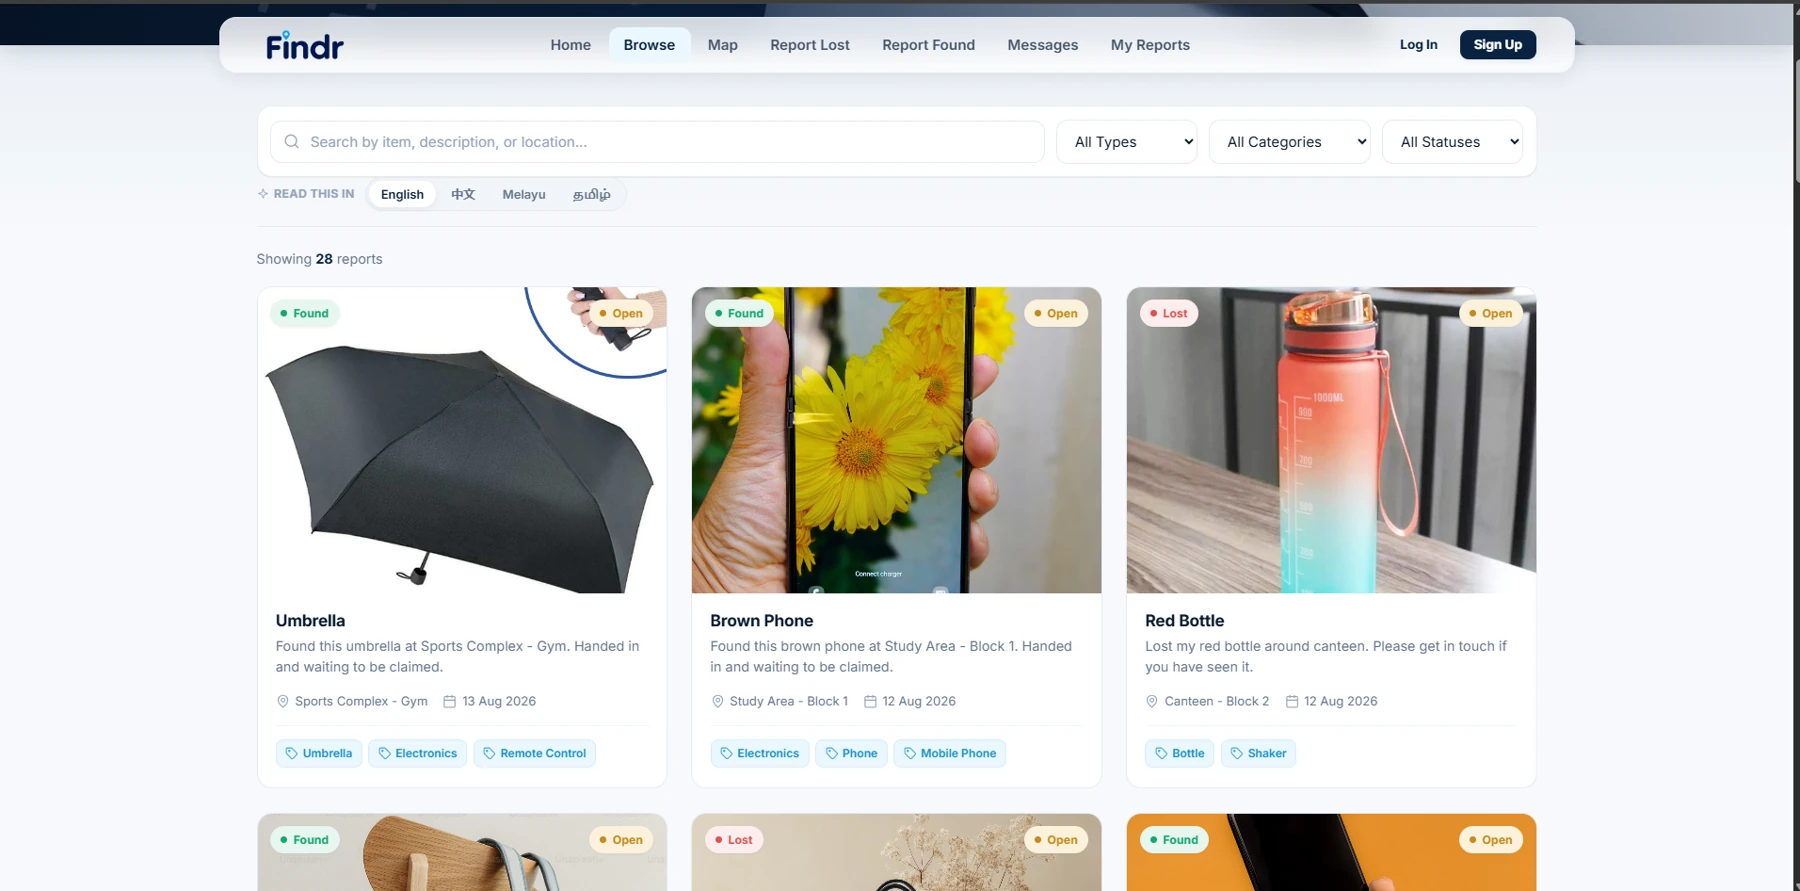 Findr
Home Browse Map Report Lost Report Found Messages My Reports Log In Sign Up
Search by item, description, or location... All Types All Categories All Statuses
READ THIS IN English 中文 Melayu தமிழ்
Showing 28 reports
Found Open
Found Open
Lost Open
1000ML
900
700
300
Connect charger
Umbrella
Found this umbrella at Sports Complex - Gym. Handed in
and waiting to be claimed.
Sports Complex - Gym 13 Aug 2026
Umbrella Electronics Remote Control
Brown Phone
Found this brown phone at Study Area - Block 1. Handed
in and waiting to be claimed.
Study Area - Block 1 12 Aug 2026
Electronics Phone Mobile Phone
Red Bottle
Lost my red bottle around canteen. Please get in touch if
you have seen it.
Canteen - Block 2 12 Aug 2026
Bottle Shaker
Found Open
Lost Open
Found Open